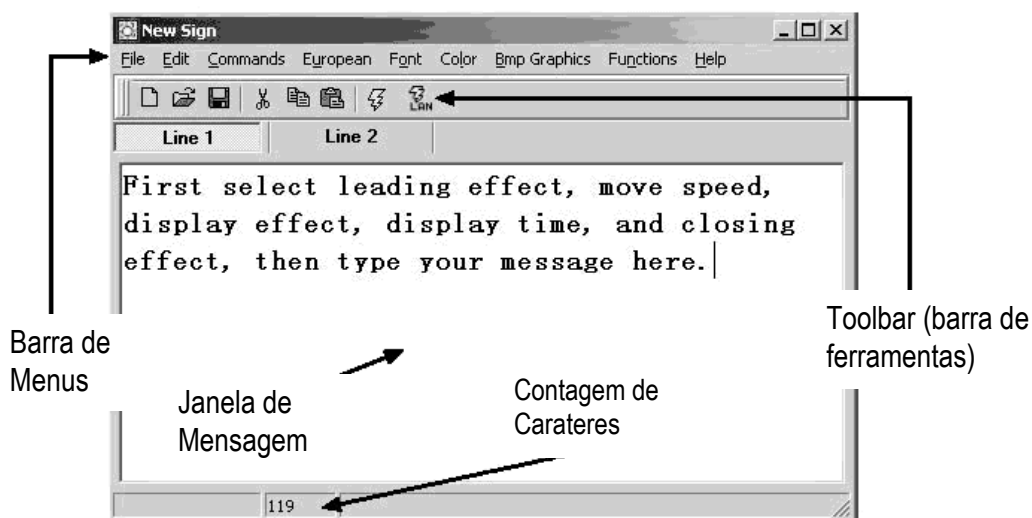 New Sign
File Edit Commands European Font Color Bmp Graphics Functions Help
LAN
Line 1 Line 2
First select leading effect, move speed,
display effect, display time, and closing
effect, then type your message here.
Barra de
Menus
Toolbar (barra de
ferramentas)
Janela de
Mensagem
Contagem de
Carateres
119